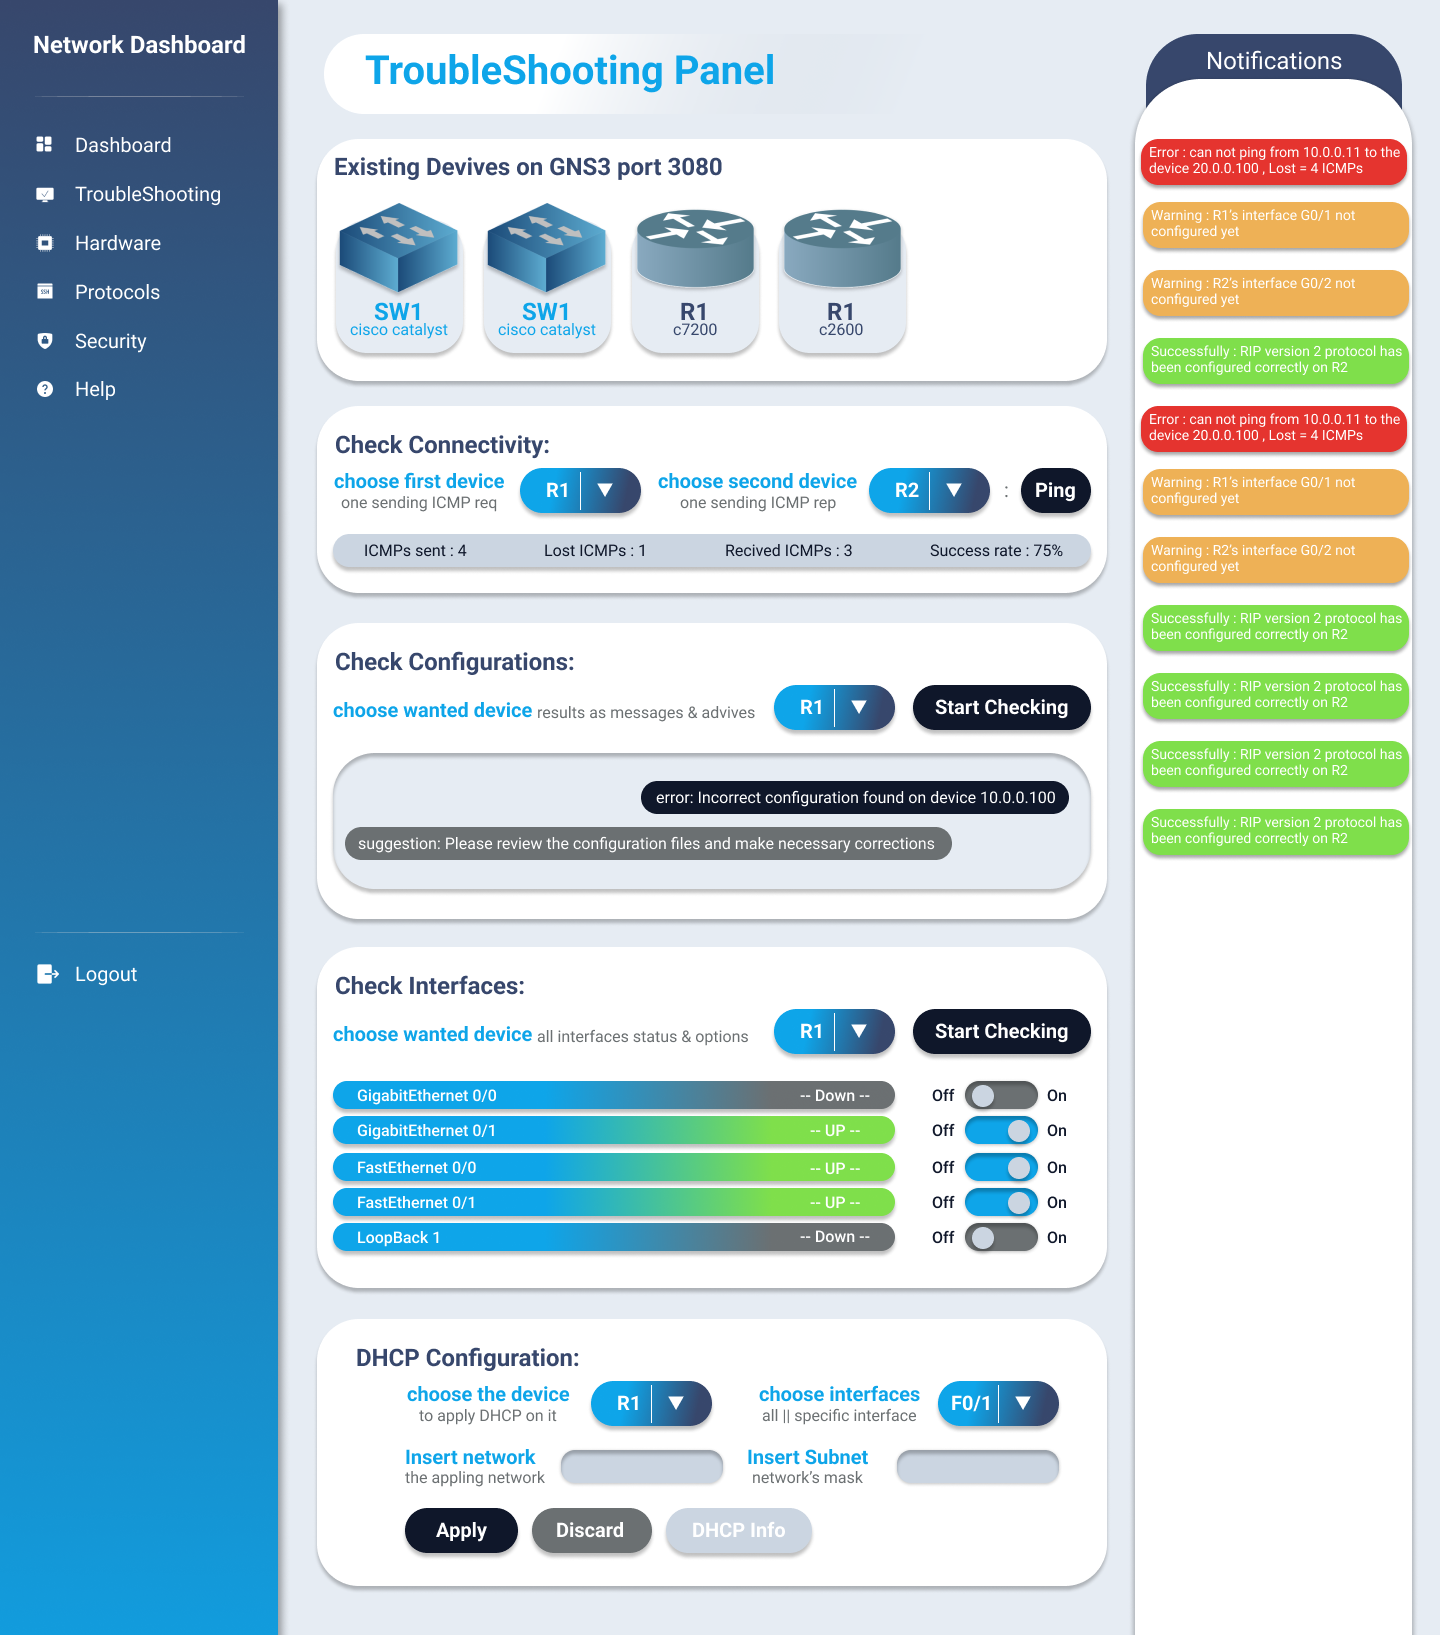 Network Dashboard
Dashboard
TroubleShooting
Hardware
Protocols
SSH
Security
Help
Logout
TroubleShooting Panel
Existing Devives on GNS3 port 3080
SW1
cisco catalyst
SW1
cisco catalyst
R1
c7200
R1
c2600
Check Connectivity:
choose first device
one sending ICMP req
R1
choose second device
one sending ICMP rep
R2
:
Ping
ICMPs sent : 4
Lost ICMPs : 1
Recived ICMPs : 3
Success rate : 75%
Check Configurations:
choose wanted device results as messages & advives
R1
Start Checking
error: Incorrect configuration found on device 10.0.0.100
suggestion: Please review the configuration files and make necessary corrections
Check Interfaces:
choose wanted device all interfaces status & options
R1
Start Checking
GigabitEthernet 0/0 -- Down -- Off On
GigabitEthernet 0/1 -- UP -- Off On
FastEthernet 0/0 -- UP -- Off On
FastEthernet 0/1 -- UP -- Off On
LoopBack 1 -- Down -- Off On
DHCP Configuration:
choose the device
to apply DHCP on it
R1
choose interfaces
all || specific interface
F0/1
Insert network
the appling network
Insert Subnet
network's mask
Apply
Discard
DHCP Info
Notifications
Error : can not ping from 10.0.0.11 to the
device 20.0.0.100 , Lost = 4 ICMPs
Warning : R1's interface G0/1 not
configured yet
Warning : R2's interface G0/2 not
configured yet
Successfully : RIP version 2 protocol has
been configured correctly on R2
Error : can not ping from 10.0.0.11 to the
device 20.0.0.100 , Lost = 4 ICMPs
Warning : R1's interface G0/1 not
configured yet
Warning : R2's interface G0/2 not
configured yet
Successfully : RIP version 2 protocol has
been configured correctly on R2
Successfully : RIP version 2 protocol has
been configured correctly on R2
Successfully : RIP version 2 protocol has
been configured correctly on R2
Successfully : RIP version 2 protocol has
been configured correctly on R2